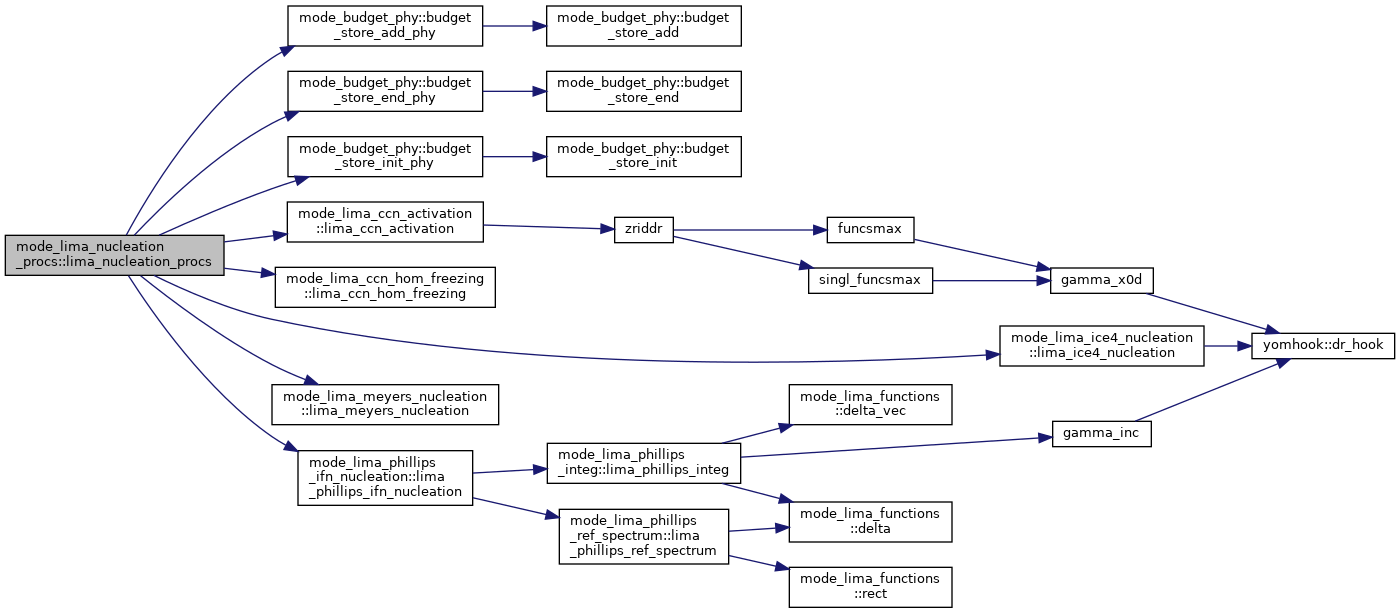 mode_budget_phy::budget
_store_add_phy
mode_budget_phy::budget
_store_add
mode_budget_phy::budget
_store_end_phy
mode_budget_phy::budget
_store_end
mode_budget_phy::budget
_store_init_phy
mode_budget_phy::budget
_store_init
mode_lima_ccn_activation
::lima_ccn_activation
zriddr
funcsmax
mode_lima_nucleation
_procs::lima_nucleation_procs
mode_lima_ccn_hom_freezing
::lima_ccn_hom_freezing
singl_funcsmax
gamma_x0d
mode_lima_ice4_nucleation
::lima_ice4_nucleation
yomhook::dr_hook
mode_lima_meyers_nucleation
::lima_meyers_nucleation
mode_lima_functions
::delta_vec
gamma_inc
mode_lima_phillips
_ifn_nucleation::lima
_phillips_ifn_nucleation
mode_lima_phillips
_integ::lima_phillips_integ
mode_lima_functions
::delta
mode_lima_phillips
_ref_spectrum::lima
_phillips_ref_spectrum
mode_lima_functions
::rect